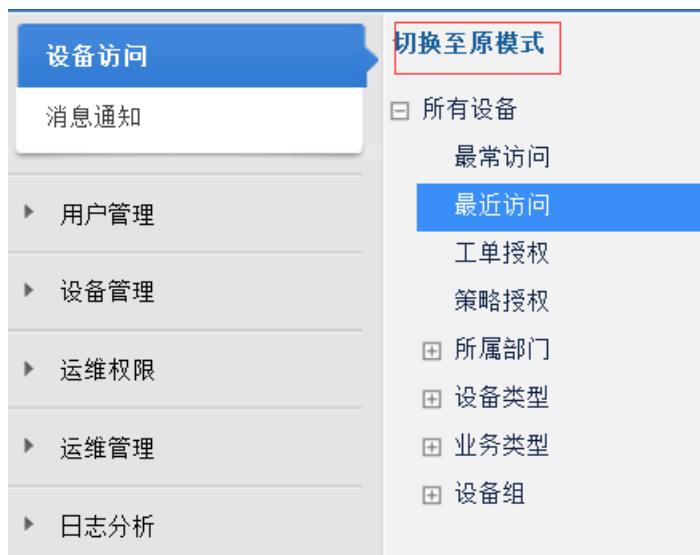 设备访问
消息通知
用户管理
设备管理
运维权限
运维管理
日志分析
切换至原模式
所有设备
最常访问
最近访问
工单授权
策略授权
所属部门
设备类型
业务类型
设备组